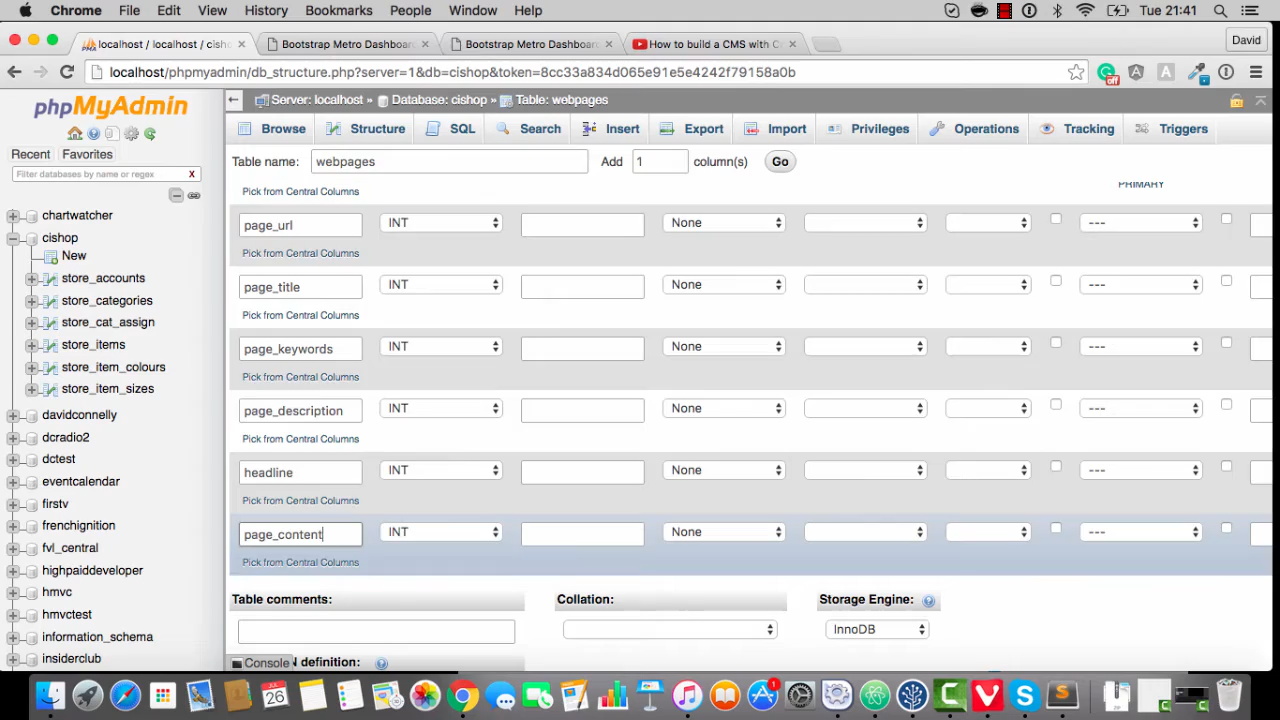 Chrome File Edit View History Bookmarks People Window Help Tue 21:41
localhost / localhost / cisho Bootstrap Metro Dashboar Bootstrap Metro Dashboar How to build a CMS with C David
localhost/phpmyadmin/db_structure.php?server=1&db=cishop&token=8cc33a834d065e91e5e4242f79158a0b
phpMyAdmin
Recent Favorites
Filter databases by name or regex X
chartwatcher
cishop
New
store_accounts
store_categories
store_cat_assign
store_items
store_item_colours
store_item_sizes
davidconnelly
dcradio2
dctest
eventcalendar
firstv
frenchignition
fvl_central
highpaiddeveloper
hmvc
hmvctest
information_schema
insiderclub
Server: localhost » Database: cishop » Table: webpages
Browse Structure SQL Search Insert Export Import Privileges Operations Tracking Triggers
Table name: webpages Add 1 column(s) Go
Pick from Central Columns PRIMARY
page_url INT None ---
Pick from Central Columns
page_title INT None ---
Pick from Central Columns
page_keywords INT None ---
Pick from Central Columns
page_description INT None ---
Pick from Central Columns
headline INT None ---
Pick from Central Columns
page_content INT None ---
Pick from Central Columns
Table comments: Collation: Storage Engine:
InnoDB
Console N definition:
26
1